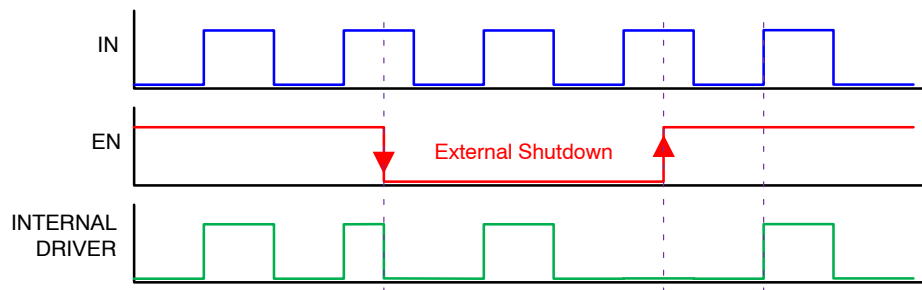 IN
EN
External Shutdown
INTERNAL
DRIVER